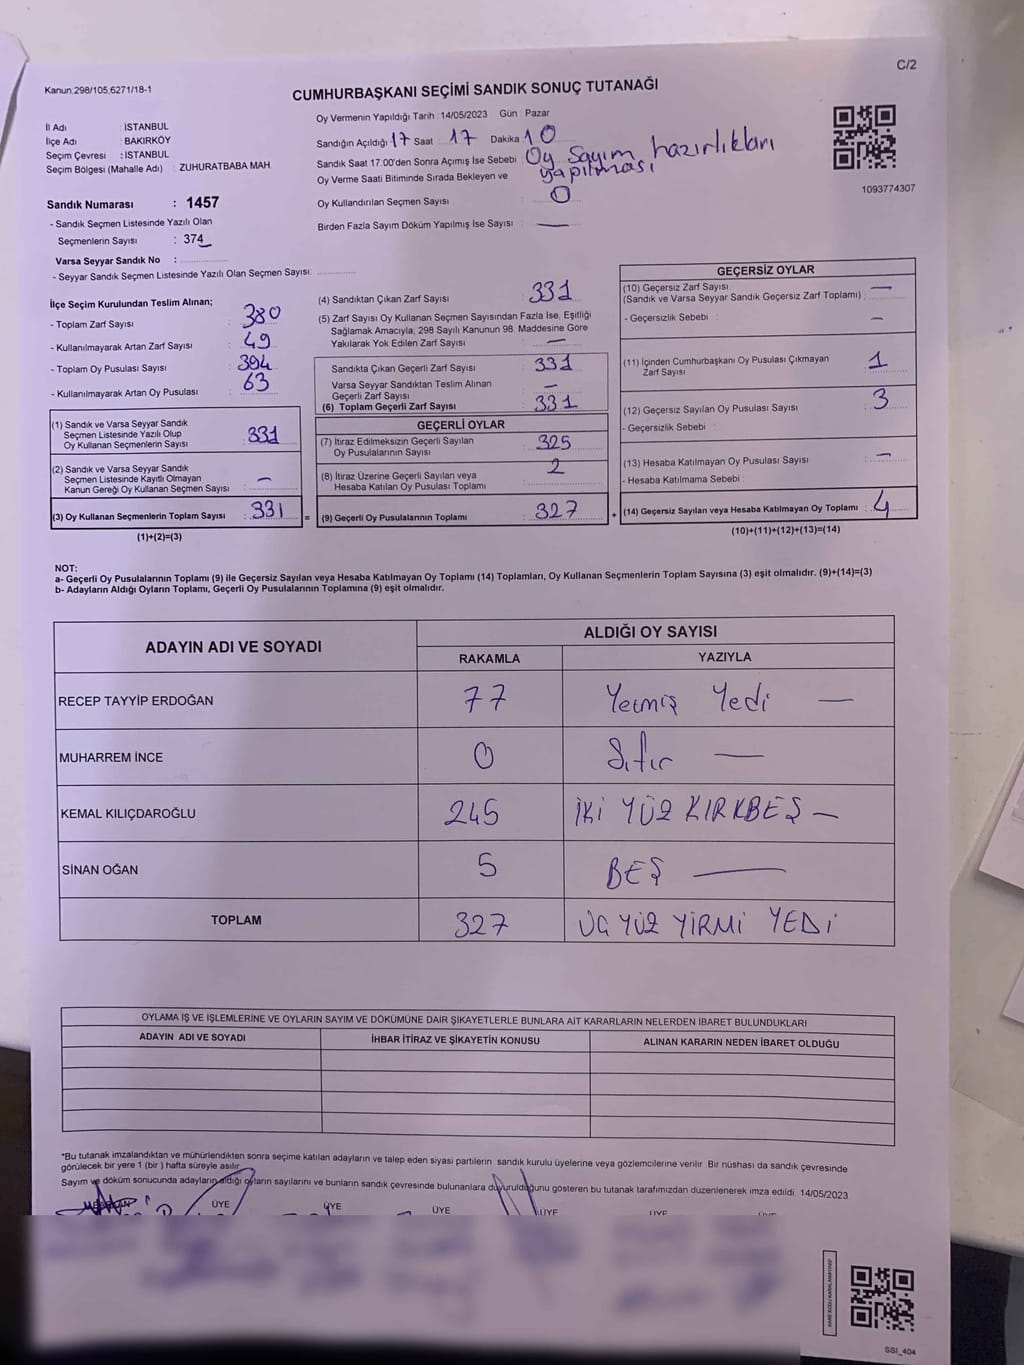 C/2
Kanun:298/105,6271/18-1
CUMHURBAŞKANI SEÇİMİ SANDIK SONUÇ TUTANAĞI
İl Adı : İSTANBUL
İlçe Adı : BAKIRKÖY
Seçim Çevresi : İSTANBUL
Seçim Bölgesi (Mahalle Adı) : ZUHURATBABA MAH.
Oy Vermenin Yapıldığı Tarih : 14/05/2023 Gün : Pazar
Sandığın Açıldığı 17 Saat : 17 Dakika 10
Sandık Saat 17.00'den Sonra Açımış İse Sebebi : Oy Sayım hazırlıkları
yapılması
Oy Verme Saati Bitiminde Sırada Bekleyen ve
Oy Kullandırılan Seçmen Sayısı : 0
Birden Fazla Sayım Döküm Yapılmış İse Sayısı : —
1093774307
Sandık Numarası : 1457
- Sandık Seçmen Listesinde Yazılı Olan
Seçmenlerin Sayısı : 374
Varsa Seyyar Sandık No :
- Seyyar Sandık Seçmen Listesinde Yazılı Olan Seçmen Sayısı:
İlçe Seçim Kurulundan Teslim Alınan;
- Toplam Zarf Sayısı : 380
- Kullanılmayarak Artan Zarf Sayısı : 49
- Toplam Oy Pusulası Sayısı : 394
- Kullanılmayarak Artan Oy Pusulası : 63
(1) Sandık ve Varsa Seyyar Sandık
Seçmen Listesinde Yazılı Olup
Oy Kullanan Seçmenlerin Sayısı : 331
(2) Sandık ve Varsa Seyyar Sandık
Seçmen Listesinde Kayıtlı Olmayan
Kanun Gereği Oy Kullanan Seçmen Sayısı : —
(3) Oy Kullanan Seçmenlerin Toplam Sayısı : 331
(1)+(2)=(3)
(4) Sandıktan Çıkan Zarf Sayısı : 331
(5) Zarf Sayısı Oy Kullanan Seçmen Sayısından Fazla İse, Eşitliği
Sağlamak Amacıyla; 298 Sayılı Kanunun 98. Maddesine Göre
Yakılarak Yok Edilen Zarf Sayısı : —
Sandıkta Çıkan Geçerli Zarf Sayısı : 331
Varsa Seyyar Sandıktan Teslim Alınan
Geçerli Zarf Sayısı : —
(6) Toplam Geçerli Zarf Sayısı : 331
GEÇERLİ OYLAR
(7) İtiraz Edilmeksizin Geçerli Sayılan
Oy Pusulalarının Sayısı : 325
(8) İtiraz Üzerine Geçerli Sayılan veya
Hesaba Katılan Oy Pusulası Toplamı : 2
= (9) Geçerli Oy Pusulalarının Toplamı : 327
GEÇERSİZ OYLAR
(10) Geçersiz Zarf Sayısı
(Sandık ve Varsa Seyyar Sandık Geçersiz Zarf Toplamı) : —
- Geçersizlik Sebebi : —
(11) İçinden Cumhurbaşkanı Oy Pusulası Çıkmayan
Zarf Sayısı : 1
(12) Geçersiz Sayılan Oy Pusulası Sayısı : 3
- Geçersizlik Sebebi :
(13) Hesaba Katılmayan Oy Pusulası Sayısı : —
- Hesaba Katılmama Sebebi :
+ (14) Geçersiz Sayılan veya Hesaba Katılmayan Oy Toplamı : 4
(10)+(11)+(12)+(13)=(14)
NOT:
a- Geçerli Oy Pusulalarının Toplamı (9) ile Geçersiz Sayılan veya Hesaba Katılmayan Oy Toplamı (14) Toplamları, Oy Kullanan Seçmenlerin Toplam Sayısına (3) eşit olmalıdır. (9)+(14)=(3)
b- Adayların Aldığı Oyların Toplamı, Geçerli Oy Pusulalarının Toplamına (9) eşit olmalıdır.
ADAYIN ADI VE SOYADI ALDIĞI OY SAYISI
RAKAMLA YAZIYLA
RECEP TAYYİP ERDOĞAN 77 Yetmiş Yedi —
MUHARREM İNCE 0 Sıfır —
KEMAL KILIÇDAROĞLU 245 İKİ YÜZ KIRKBEŞ —
SİNAN OĞAN 5 BEŞ —
TOPLAM 327 ÜÇ YÜZ YİRMİ YEDİ
OYLAMA İŞ VE İŞLEMLERİNE VE OYLARIN SAYIM VE DÖKÜMÜNE DAİR ŞİKAYETLERLE BUNLARA AİT KARARLARIN NELERDEN İBARET BULUNDUKLARI
ADAYIN ADI VE SOYADI İHBAR İTİRAZ VE ŞİKAYETİN KONUSU ALINAN KARARIN NEDEN İBARET OLDUĞU
*Bu tutanak imzalandıktan ve mühürlendikten sonra seçime katılan adayların ve talep eden siyasi partilerin sandık kurulu üyelerine veya gözlemcilerine verilir. Bir nüshası da sandık çevresinde
görülecek bir yere 1 (bir ) hafta süreyle asılır.
Sayım ve döküm sonucunda adayların aldığı oyların sayılarını ve bunların sandık çevresinde bulunanlara duyurulduğunu gösteren bu tutanak tarafımızdan düzenlenerek imza edildi. 14/05/2023
ÜYE ÜYE ÜYE ÜYE
SSI_404